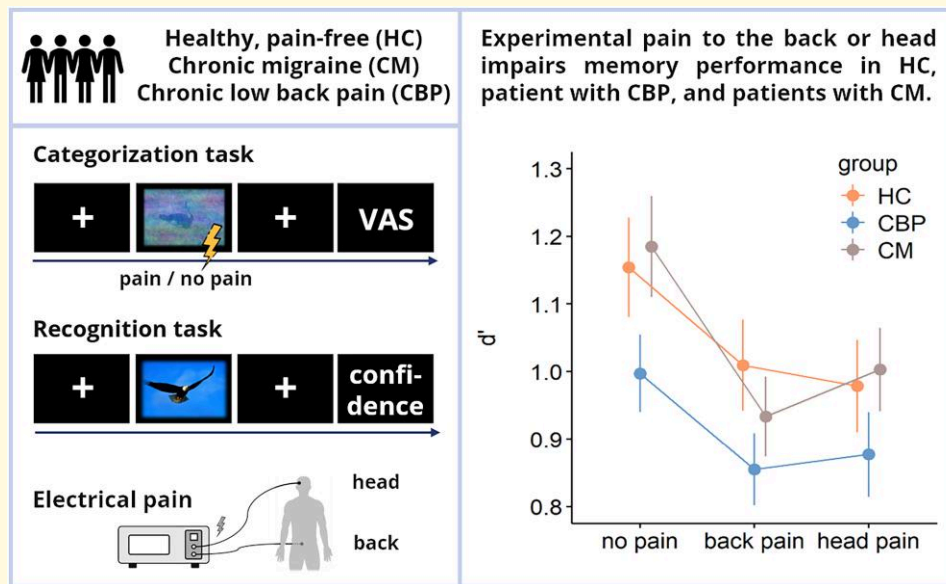 Healthy, pain-free (HC)
Chronic migraine (CM)
Chronic low back pain (CBP)
Categorization task
+
+
VAS
pain / no pain
Recognition task
+
+
confi-
dence
Electrical pain
head
back
Experimental pain to the back or head
impairs memory performance in HC,
patient with CBP, and patients with CM.
1.3
1.2
1.1
1.0
0.9
0.8
d'
group
HC
CBP
CM
no pain
back pain
head pain